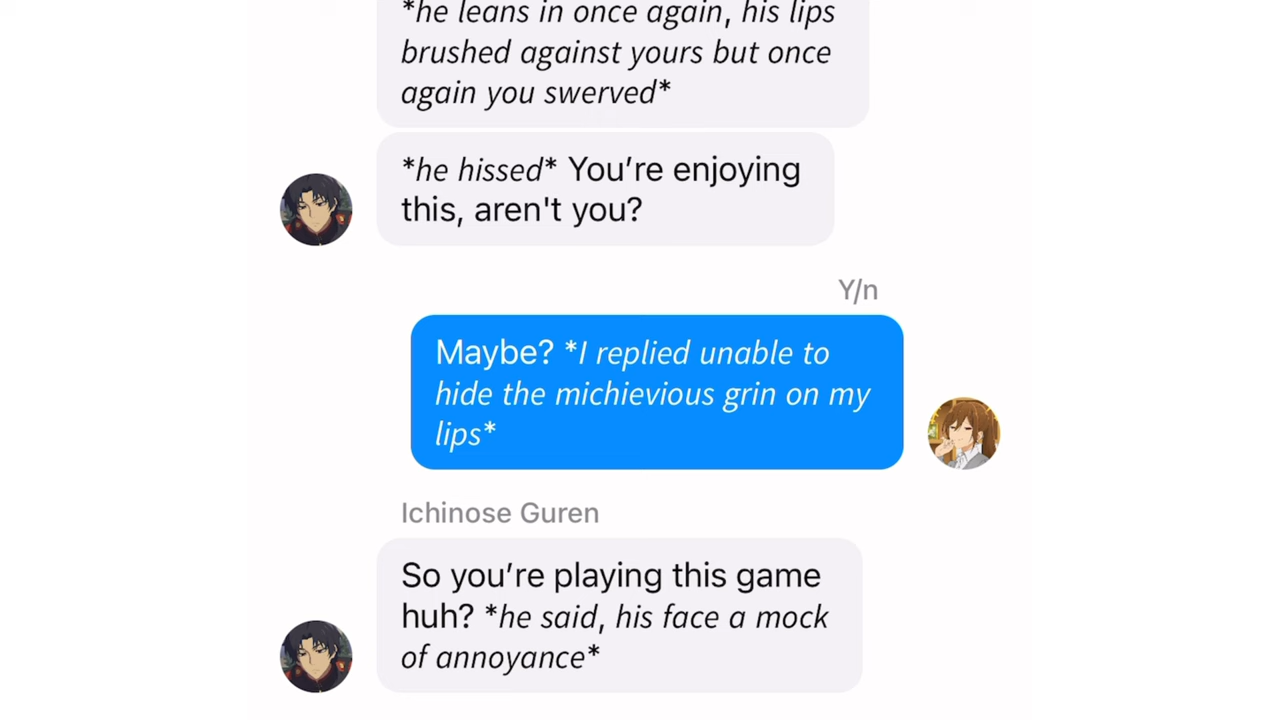 *he leans in once again, his lips
brushed against yours but once
again you swerved*
*he hissed* You’re enjoying
this, aren't you?
Y/n
Maybe? *I replied unable to
hide the michievious grin on my
lips*
Ichinose Guren
So you’re playing this game
huh? *he said, his face a mock
of annoyance*